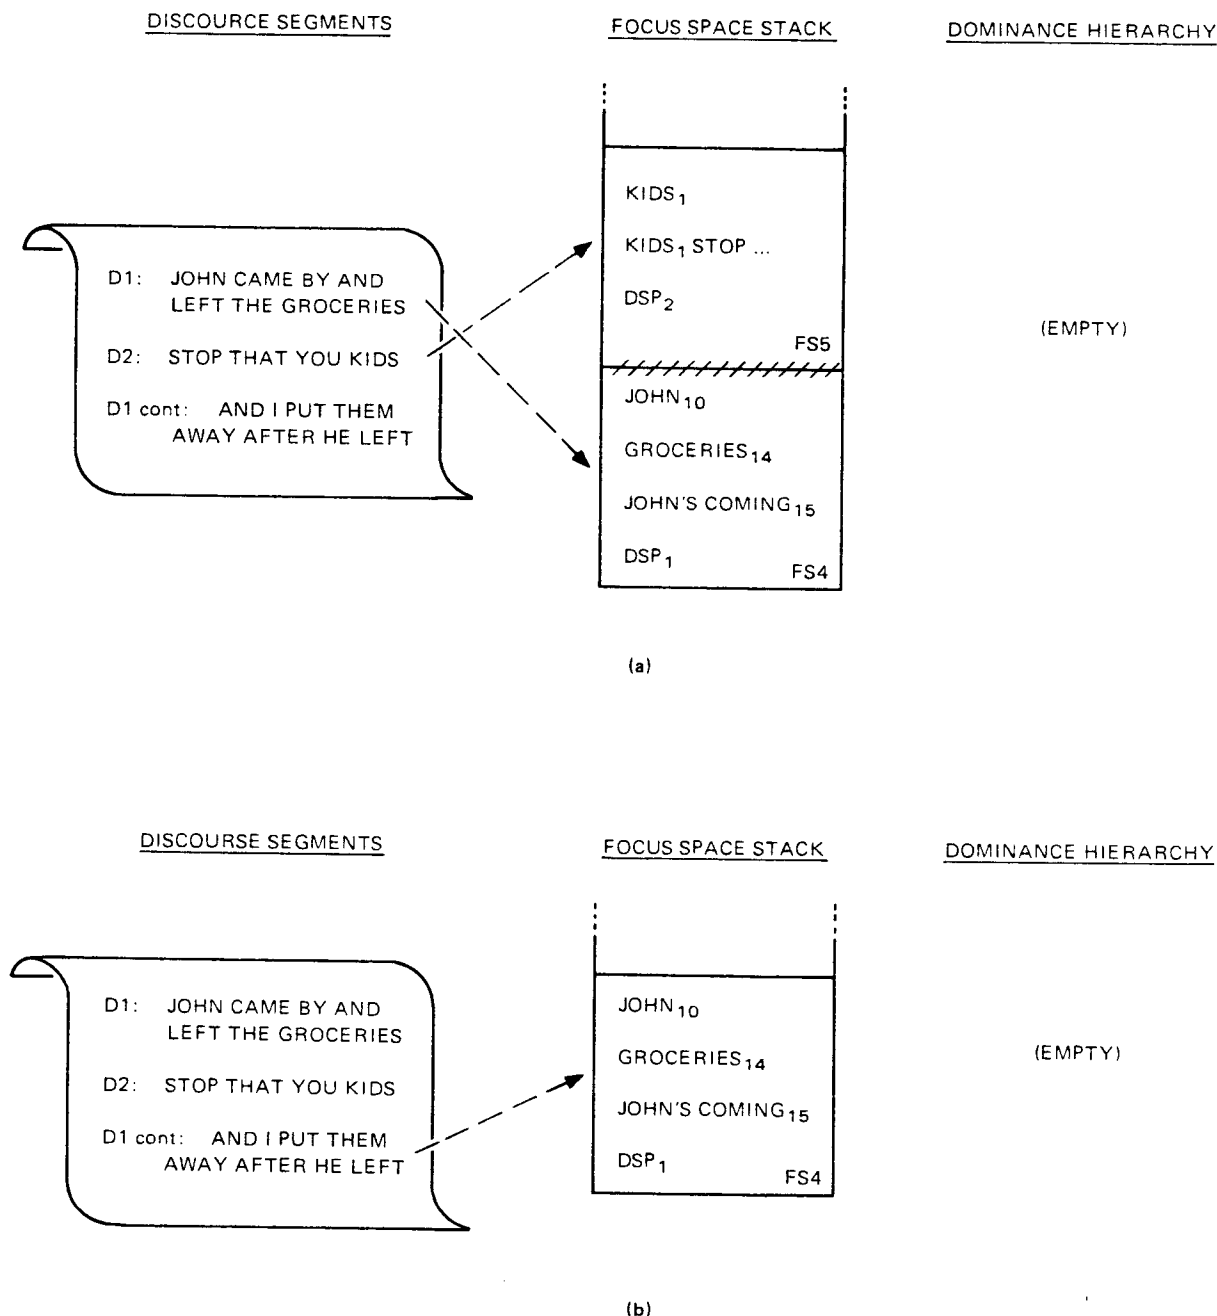 DISCOURCE SEGMENTS
FOCUS SPACE STACK
DOMINANCE HIERARCHY
D1: JOHN CAME BY AND
LEFT THE GROCERIES
D2: STOP THAT YOU KIDS
D1 cont: AND I PUT THEM
AWAY AFTER HE LEFT
KIDS1
KIDS1 STOP ...
DSP2
FS5
JOHN10
GROCERIES14
JOHN'S COMING15
DSP1
FS4
(EMPTY)
(a)
DISCOURSE SEGMENTS
FOCUS SPACE STACK
DOMINANCE HIERARCHY
D1: JOHN CAME BY AND
LEFT THE GROCERIES
D2: STOP THAT YOU KIDS
D1 cont: AND I PUT THEM
AWAY AFTER HE LEFT
JOHN10
GROCERIES14
JOHN'S COMING15
DSP1
FS4
(EMPTY)
(b)